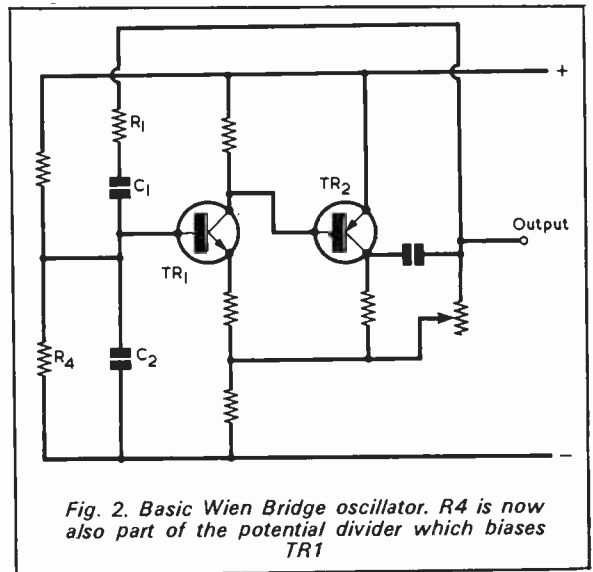 +
R1
C1
TR1
TR2
Output
R4
C2
−
Fig. 2. Basic Wien Bridge oscillator. R4 is now
also part of the potential divider which biases
TR1